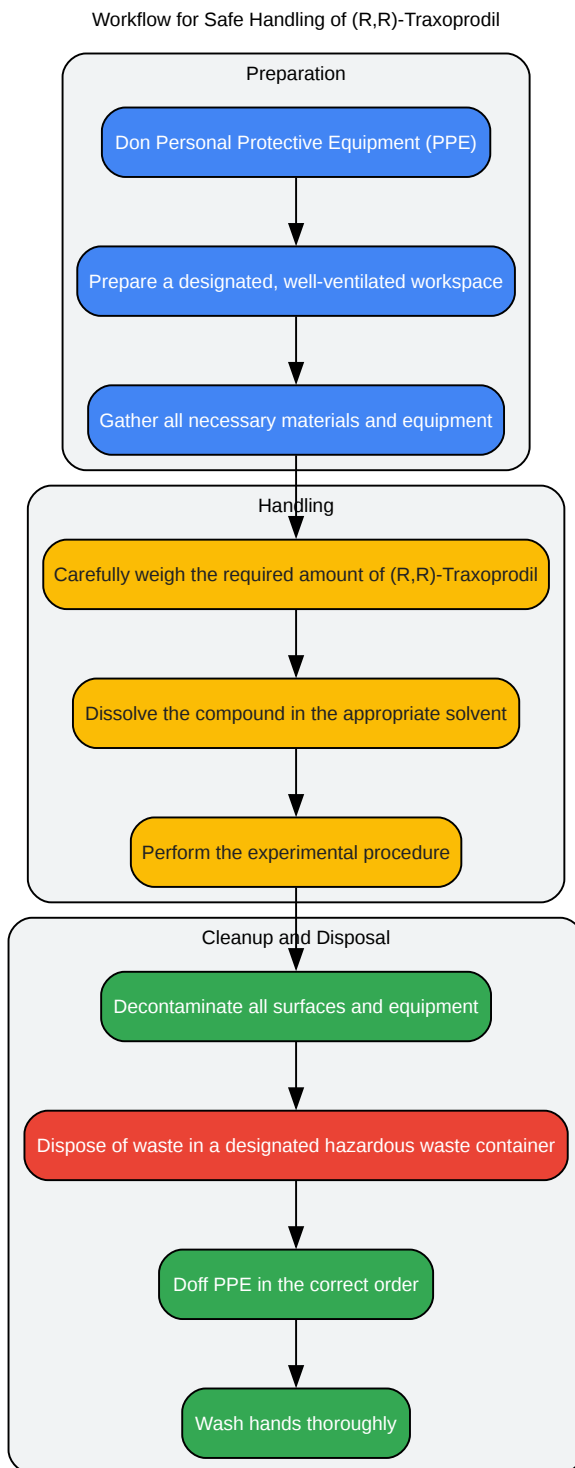 Workflow for Safe Handling of (R,R)-Traxoprodil
Preparation
Don Personal Protective Equipment (PPE)
Prepare a designated, well-ventilated workspace
Gather all necessary materials and equipment
Handling
Carefully weigh the required amount of (R,R)-Traxoprodil
Dissolve the compound in the appropriate solvent
Perform the experimental procedure
Cleanup and Disposal
Decontaminate all surfaces and equipment
Dispose of waste in a designated hazardous waste container
Doff PPE in the correct order
Wash hands thoroughly